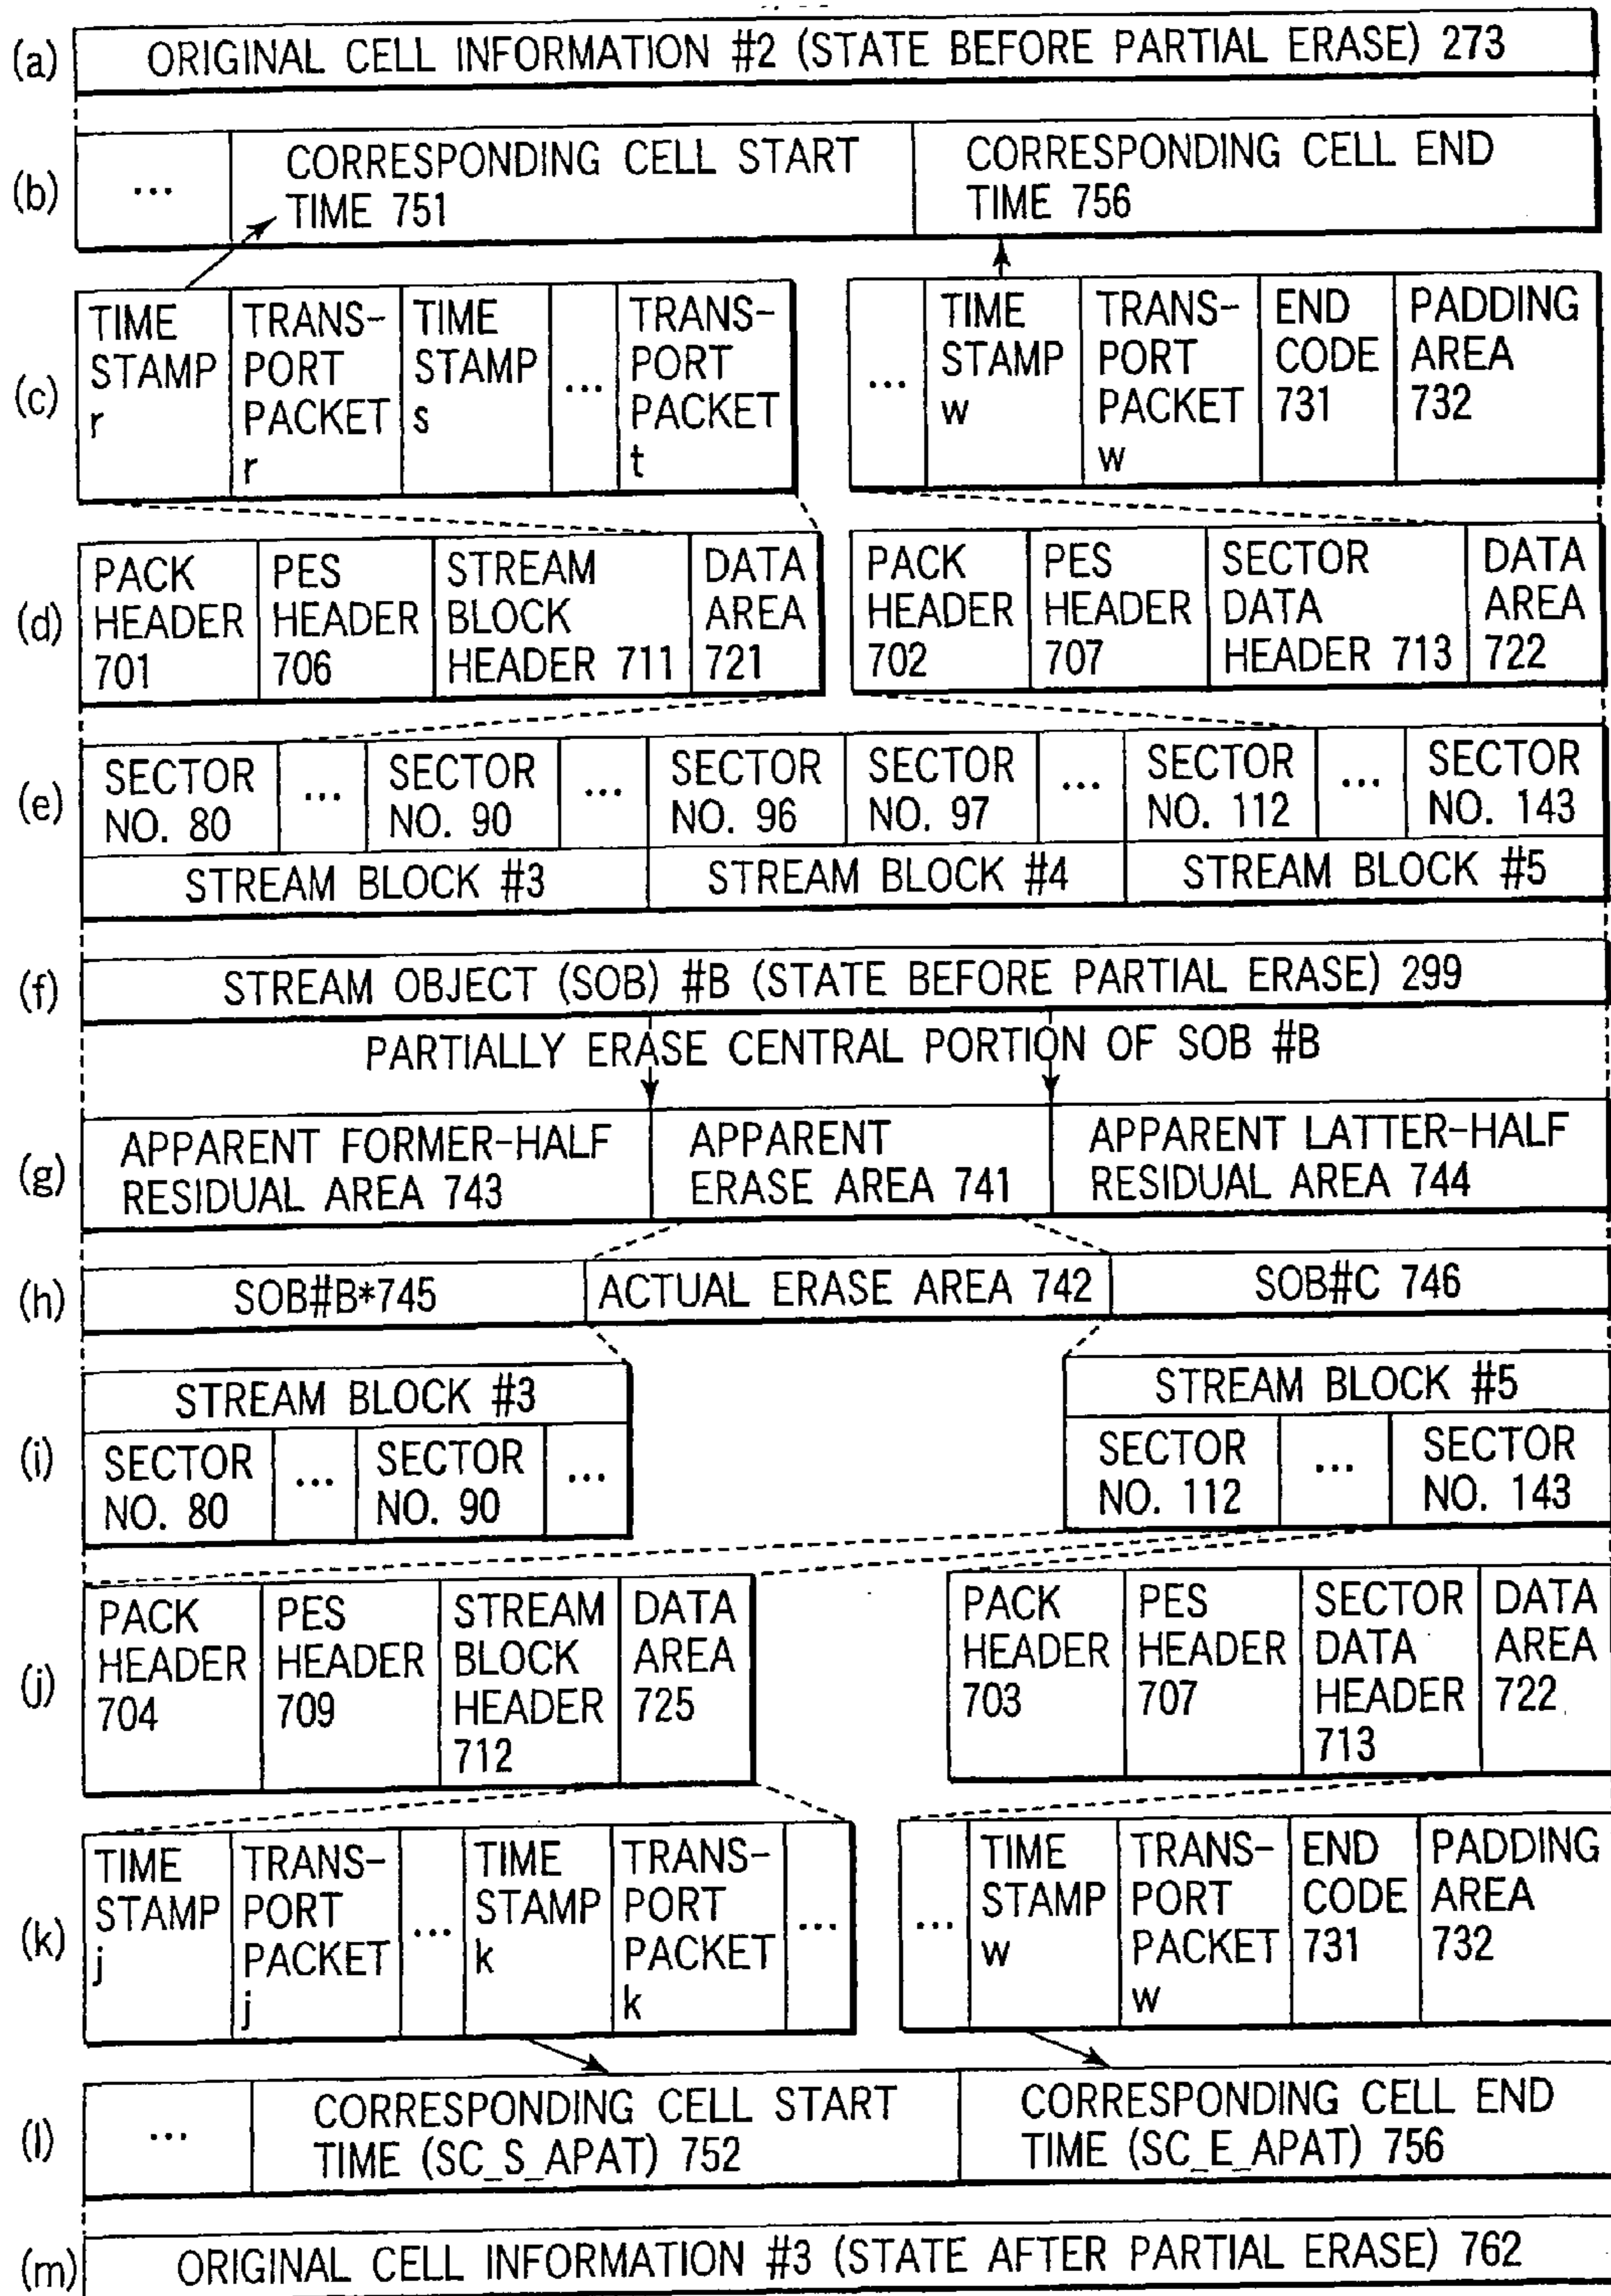 (a) ORIGINAL CELL INFORMATION #2 (STATE BEFORE PARTIAL ERASE) 273
(b)
...
CORRESPONDING CELL START
TIME 751
CORRESPONDING CELL END
TIME 756
(c)
TIME
STAMP
r
TRANS-
PORT
PACKET
r
TIME
STAMP
s
...
TRANS-
PORT
PACKET
t
...
TIME
STAMP
w
TRANS-
PORT
PACKET
w
END
CODE
731
PADDING
AREA
732
(d)
PACK
HEADER
701
PES
HEADER
706
STREAM
BLOCK
HEADER 711
DATA
AREA
721
PACK
HEADER
702
PES
HEADER
707
SECTOR
DATA
HEADER 713
DATA
AREA
722
(e)
SECTOR
NO. 80
...
SECTOR
NO. 90
...
SECTOR
NO. 96
SECTOR
NO. 97
...
SECTOR
NO. 112
...
SECTOR
NO. 143
STREAM BLOCK #3
STREAM BLOCK #4
STREAM BLOCK #5
(f) STREAM OBJECT (SOB) #B (STATE BEFORE PARTIAL ERASE) 299
PARTIALLY ERASE CENTRAL PORTION OF SOB #B
(g)
APPARENT FORMER-HALF
RESIDUAL AREA 743
APPARENT
ERASE AREA 741
APPARENT LATTER-HALF
RESIDUAL AREA 744
(h)
SOB#B*745
ACTUAL ERASE AREA 742
SOB#C 746
(i)
STREAM BLOCK #3
SECTOR
NO. 80
...
SECTOR
NO. 90
...
STREAM BLOCK #5
SECTOR
NO. 112
...
SECTOR
NO. 143
(j)
PACK
HEADER
704
PES
HEADER
709
STREAM
BLOCK
HEADER
712
DATA
AREA
725
PACK
HEADER
703
PES
HEADER
707
SECTOR
DATA
HEADER
713
DATA
AREA
722
(k)
TIME
STAMP
j
TRANS-
PORT
PACKET
j
...
TIME
STAMP
k
TRANS-
PORT
PACKET
k
...
...
TIME
STAMP
w
TRANS-
PORT
PACKET
w
END
CODE
731
PADDING
AREA
732
(l)
...
CORRESPONDING CELL START
TIME (SC_S_APAT) 752
CORRESPONDING CELL END
TIME (SC_E_APAT) 756
(m) ORIGINAL CELL INFORMATION #3 (STATE AFTER PARTIAL ERASE) 762